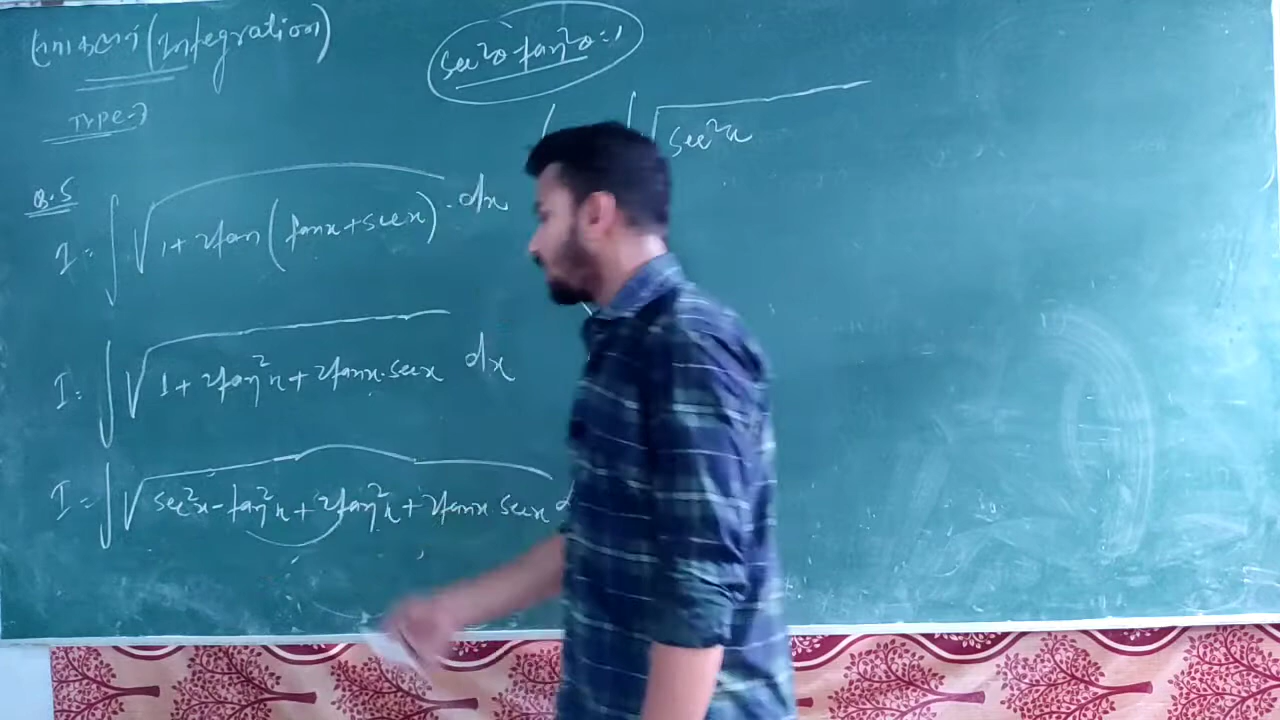 समाकलन (Integration)
sec²θ-tan²θ=1
TYPE-7
Q.5
I = ∫√1+2tan(tanx+secx) . dx
I = ∫√1+2tan²x+2tanx.secx dx
I = ∫√sec²x-tan²x+2tan²x+2tanx secx d
∫√sec²x